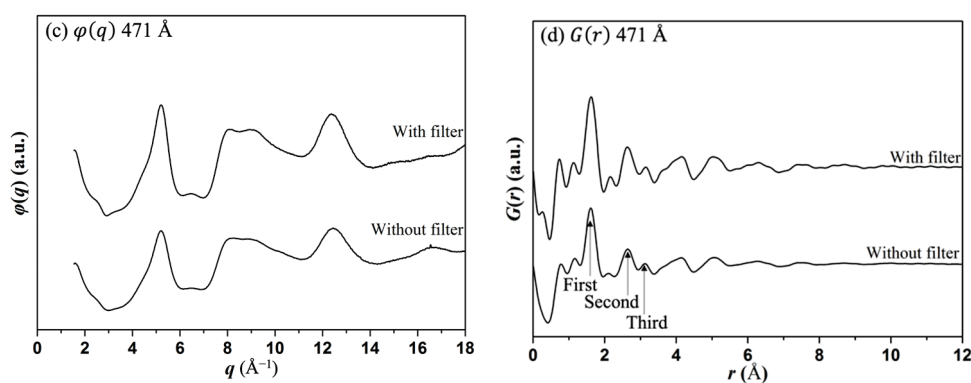 (c) φ(q) 471 Å
φ(q) (a.u.)
With filter
Without filter
0 2 4 6 8 10 12 14 16 18
q (Å⁻¹)
(d) G(r) 471 Å
G(r) (a.u.)
With filter
Without filter
First
Second
Third
0 2 4 6 8 10 12
r (Å)